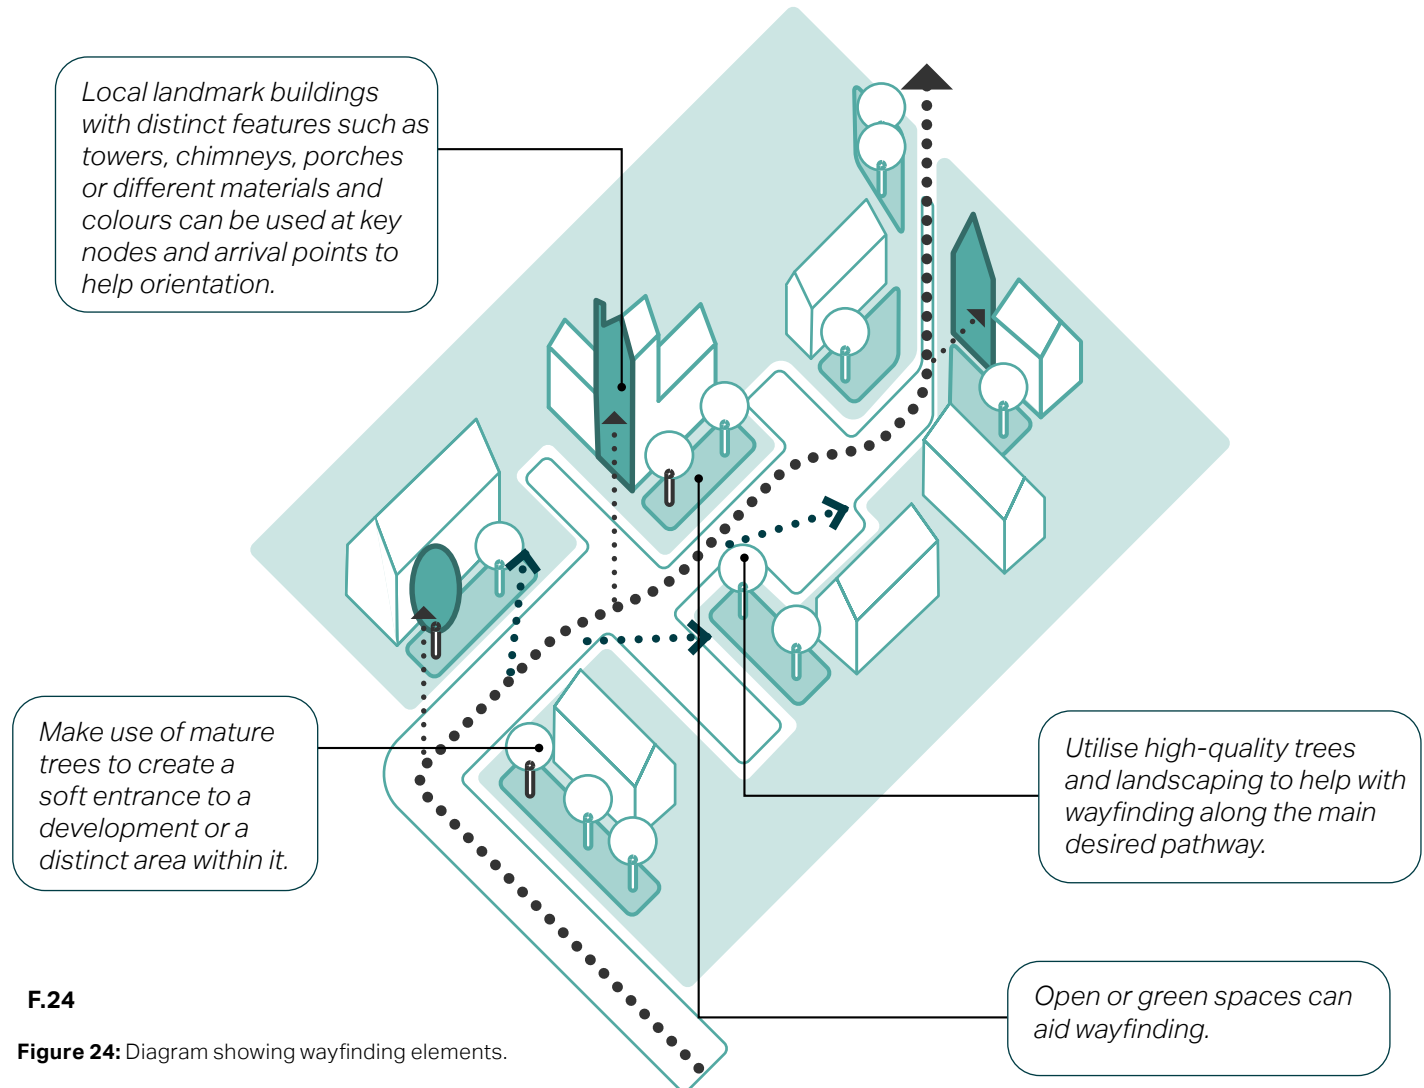 Local landmark buildings
with distinct features such as
towers, chimneys, porches
or different materials and
colours can be used at key
nodes and arrival points to
help orientation.
Make use of mature
trees to create a
soft entrance to a
development or a
distinct area within it.
Utilise high-quality trees
and landscaping to help with
wayfinding along the main
desired pathway.
Open or green spaces can
aid wayfinding.
F.24
Figure 24: Diagram showing wayfinding elements.